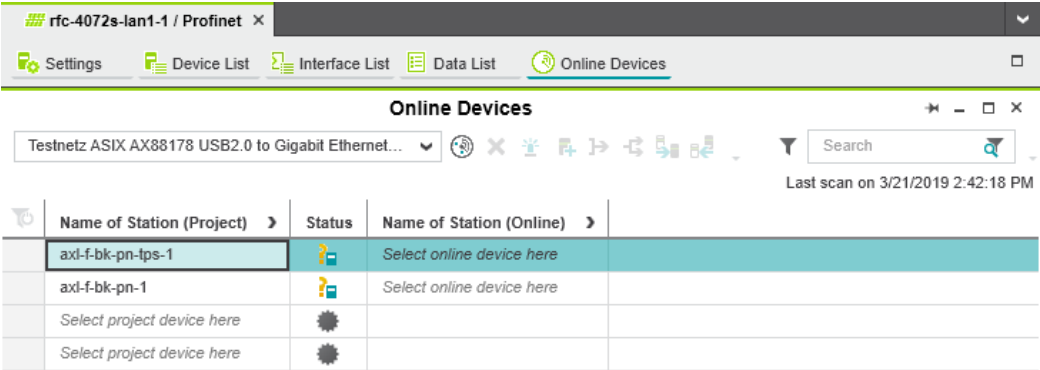 rfc-4072s-lan1-1 / Profinet
Settings Device List Interface List Data List Online Devices
Online Devices
Testnetz ASIX AX88178 USB2.0 to Gigabit Ethernet... Search
Last scan on 3/21/2019 2:42:18 PM
Name of Station (Project) Status Name of Station (Online)
axl-f-bk-pn-tps-1 Select online device here
axl-f-bk-pn-1 Select online device here
Select project device here
Select project device here